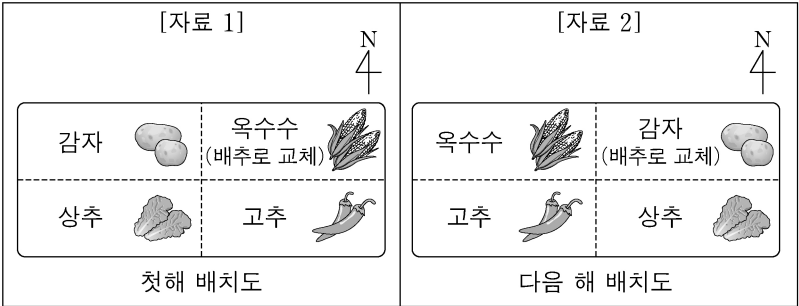 [자료 1]
N
감자
옥수수
(배추로 교체)
상추
고추
첫해 배치도
[자료 2]
N
옥수수
감자
(배추로 교체)
고추
상추
다음 해 배치도